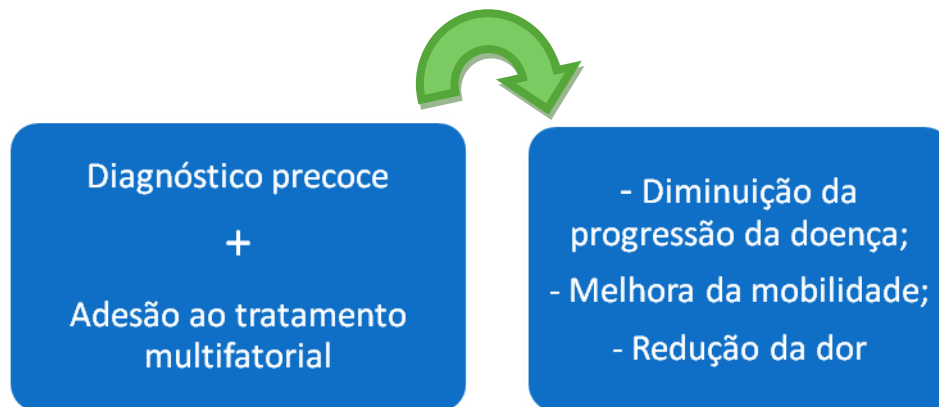 Diagnóstico precoce
+
Adesão ao tratamento
multifatorial
- Diminuição da
progressão da doença;
- Melhora da mobilidade;
- Redução da dor